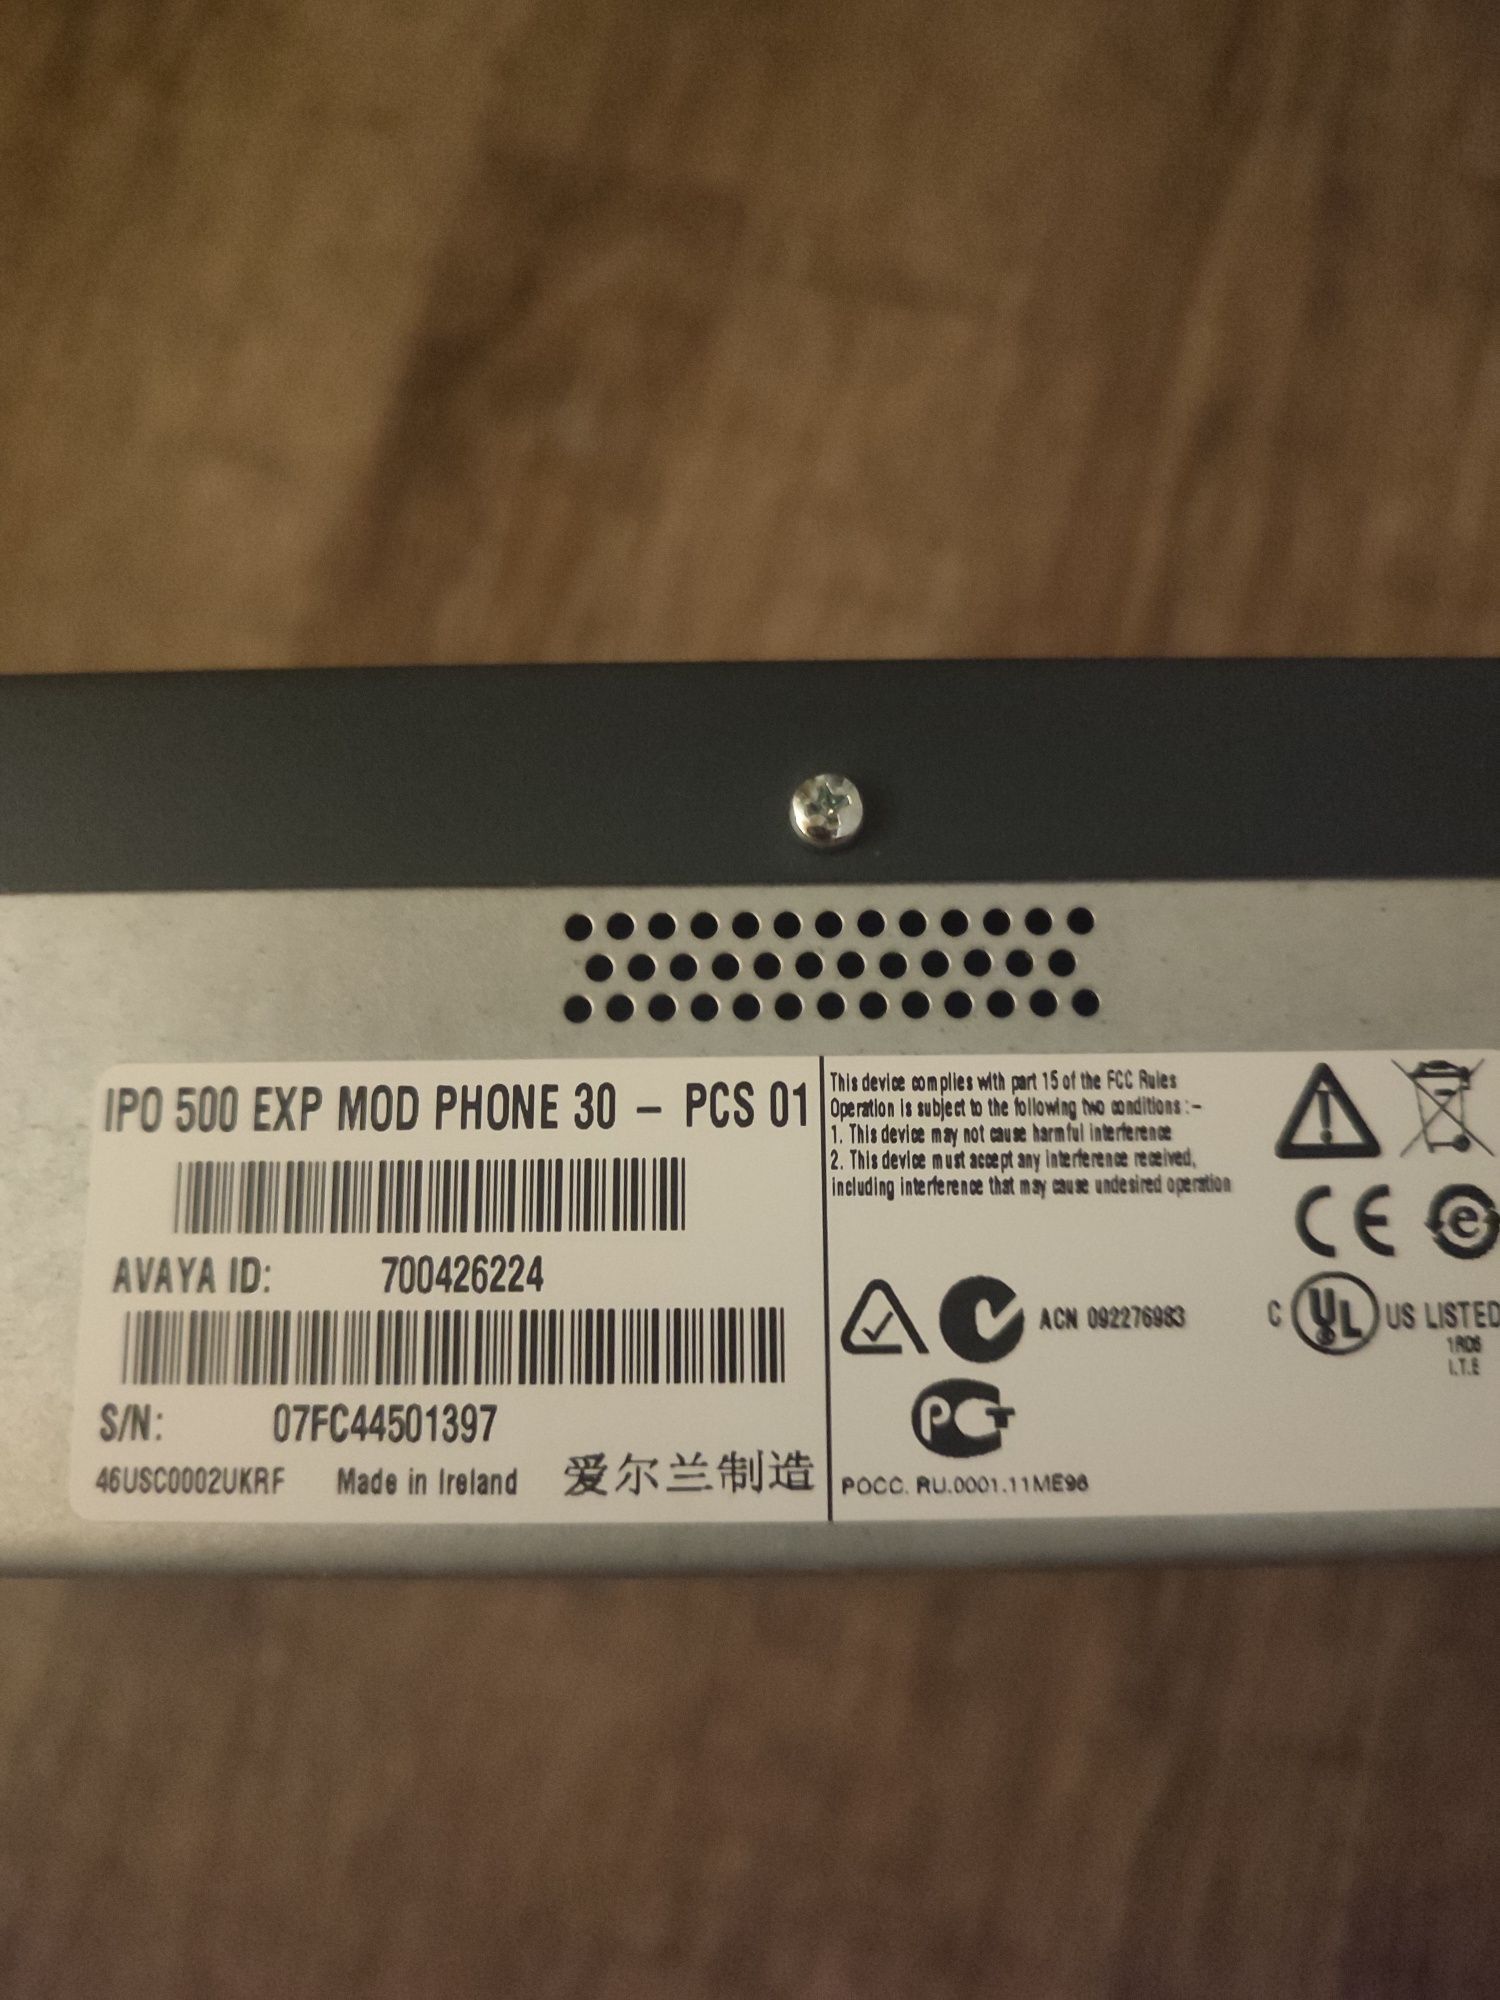 IPO 500 EXP MOD PHONE 30 – PCS 01
AVAYA ID: 700426224
S/N: 07FC44501397
46USC0002UKRF Made in Ireland 爱尔兰制造
This device complies with part 15 of the FCC Rules
Operation is subject to the following two conditions :–
1. This device may not cause harmful interference
2. This device must accept any interference received,
including interference that may cause undesired operation
CE e
ACN 092276983
C UL US LISTED
1R06
I.T.E
PCT
POCC. RU.0001.11ME96